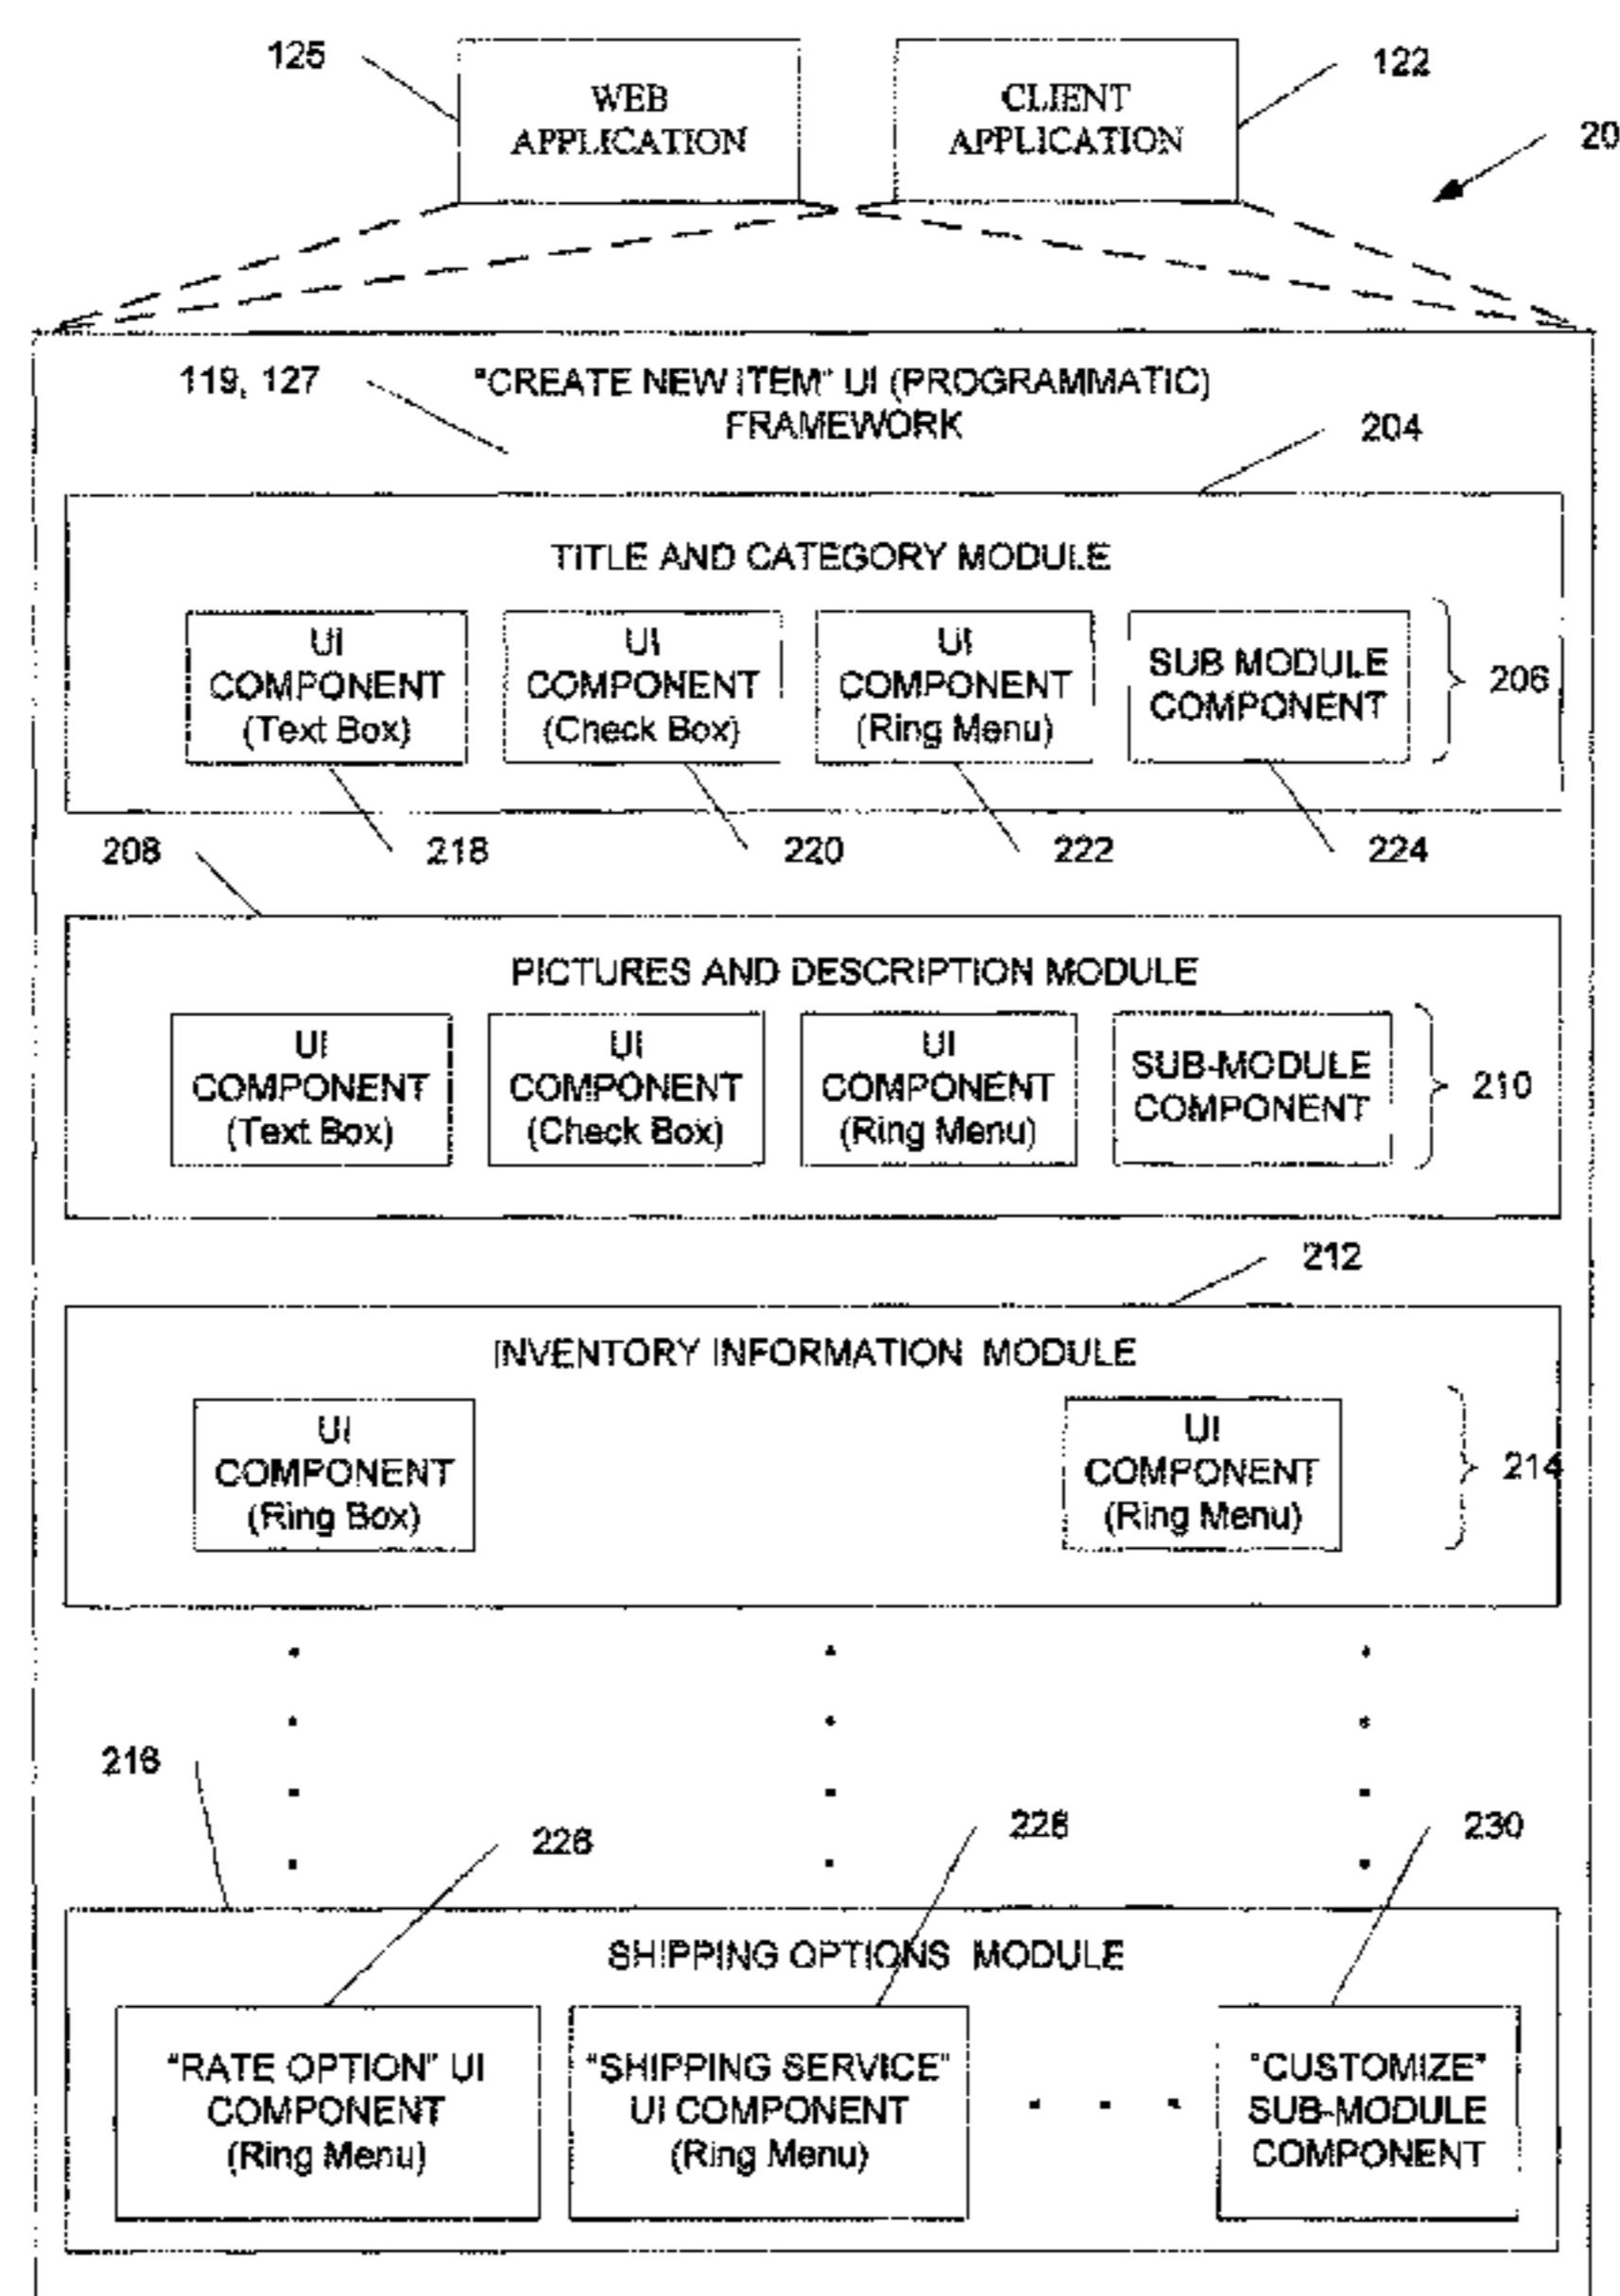 125
WEB
APPLICATION
CLIENT
APPLICATION
122
20
119, 127
"CREATE NEW ITEM" UI (PROGRAMMATIC)
FRAMEWORK
204
TITLE AND CATEGORY MODULE
UI
COMPONENT
(Text Box)
UI
COMPONENT
(Check Box)
UI
COMPONENT
(Ring Menu)
SUB MODULE
COMPONENT
206
208
218
220
222
224
PICTURES AND DESCRIPTION MODULE
UI
COMPONENT
(Text Box)
UI
COMPONENT
(Check Box)
UI
COMPONENT
(Ring Menu)
SUB-MODULE
COMPONENT
210
212
INVENTORY INFORMATION MODULE
UI
COMPONENT
(Ring Box)
UI
COMPONENT
(Ring Menu)
214
216
226
228
230
SHIPPING OPTIONS MODULE
"RATE OPTION" UI
COMPONENT
(Ring Menu)
"SHIPPING SERVICE"
UI COMPONENT
(Ring Menu)
"CUSTOMIZE"
SUB-MODULE
COMPONENT